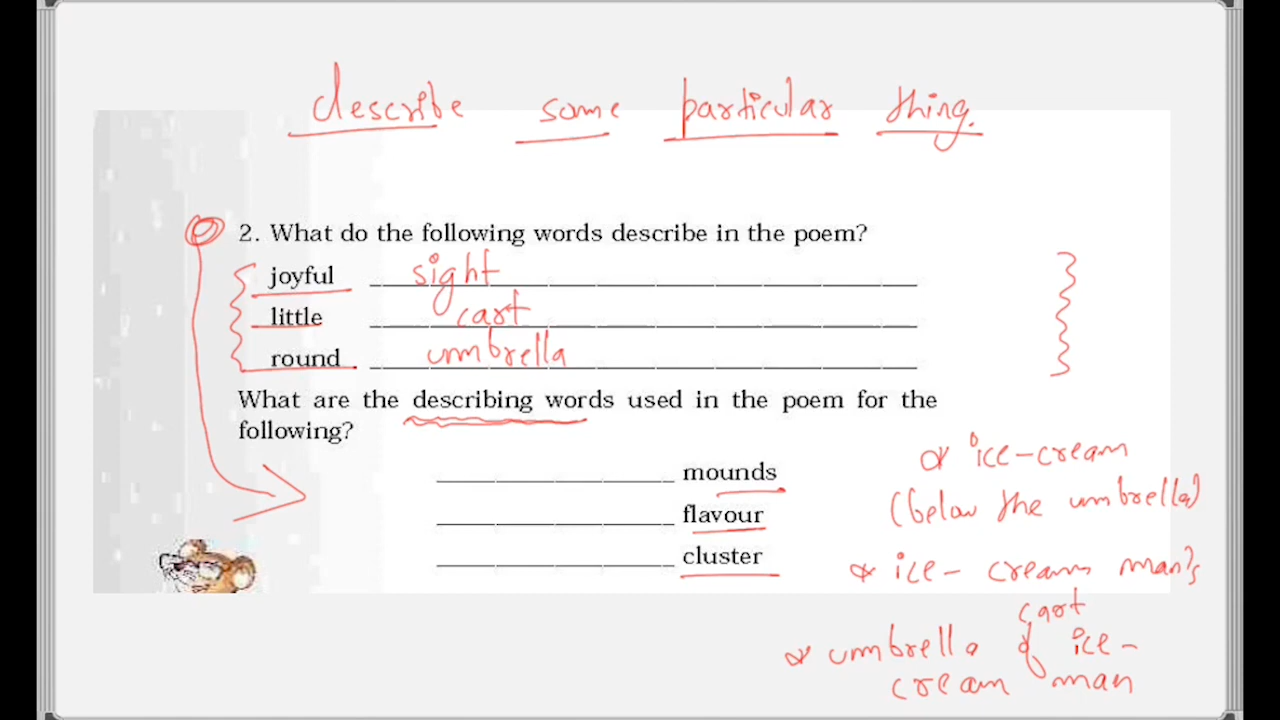 describe some particular thing.
2. What do the following words describe in the poem?
joyful sight
little cart
round umbrella
What are the describing words used in the poem for the
following?
mounds
flavour
cluster
ice-cream
(below the umbrella)
ice-cream man's
cart
umbrella of ice-
cream man